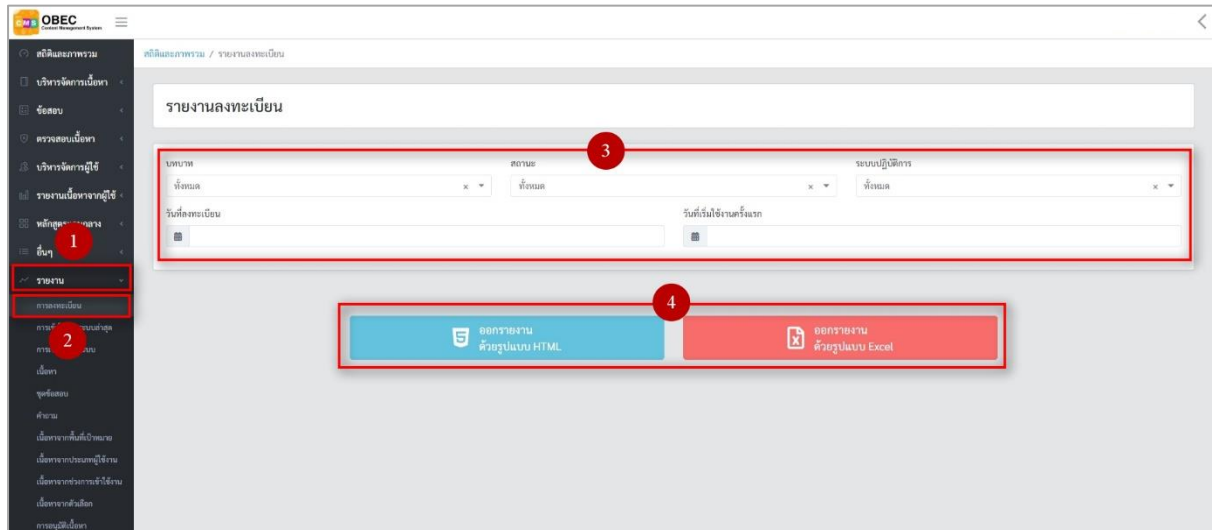 CMS OBEC
Content Management System
สถิติและภาพรวม
บริหารจัดการเนื้อหา
ข้อสอบ
ตรวจสอบเนื้อหา
บริหารจัดการผู้ใช้
รายงานเนื้อหาจากผู้ใช้
อื่นๆ
1
รายงาน
การลงทะเบียน
2
เนื้อหา
ชุดข้อสอบ
คำถาม
เนื้อหาจากพื้นที่เป้าหมาย
เนื้อหาจากประเภทผู้ใช้งาน
เนื้อหาจากช่วงการเข้าใช้งาน
เนื้อหาจากตัวเลือก
การอนุมัติเนื้อหา
สถิติและภาพรวม / รายงานลงทะเบียน
รายงานลงทะเบียน
3
บทบาท สถานะ ระบบปฏิบัติการ
ทั้งหมด × ทั้งหมด × ทั้งหมด ×
วันที่ลงทะเบียน วันที่เริ่มใช้งานครั้งแรก
4
ออกรายงาน
ด้วยรูปแบบ HTML
ออกรายงาน
ด้วยรูปแบบ Excel